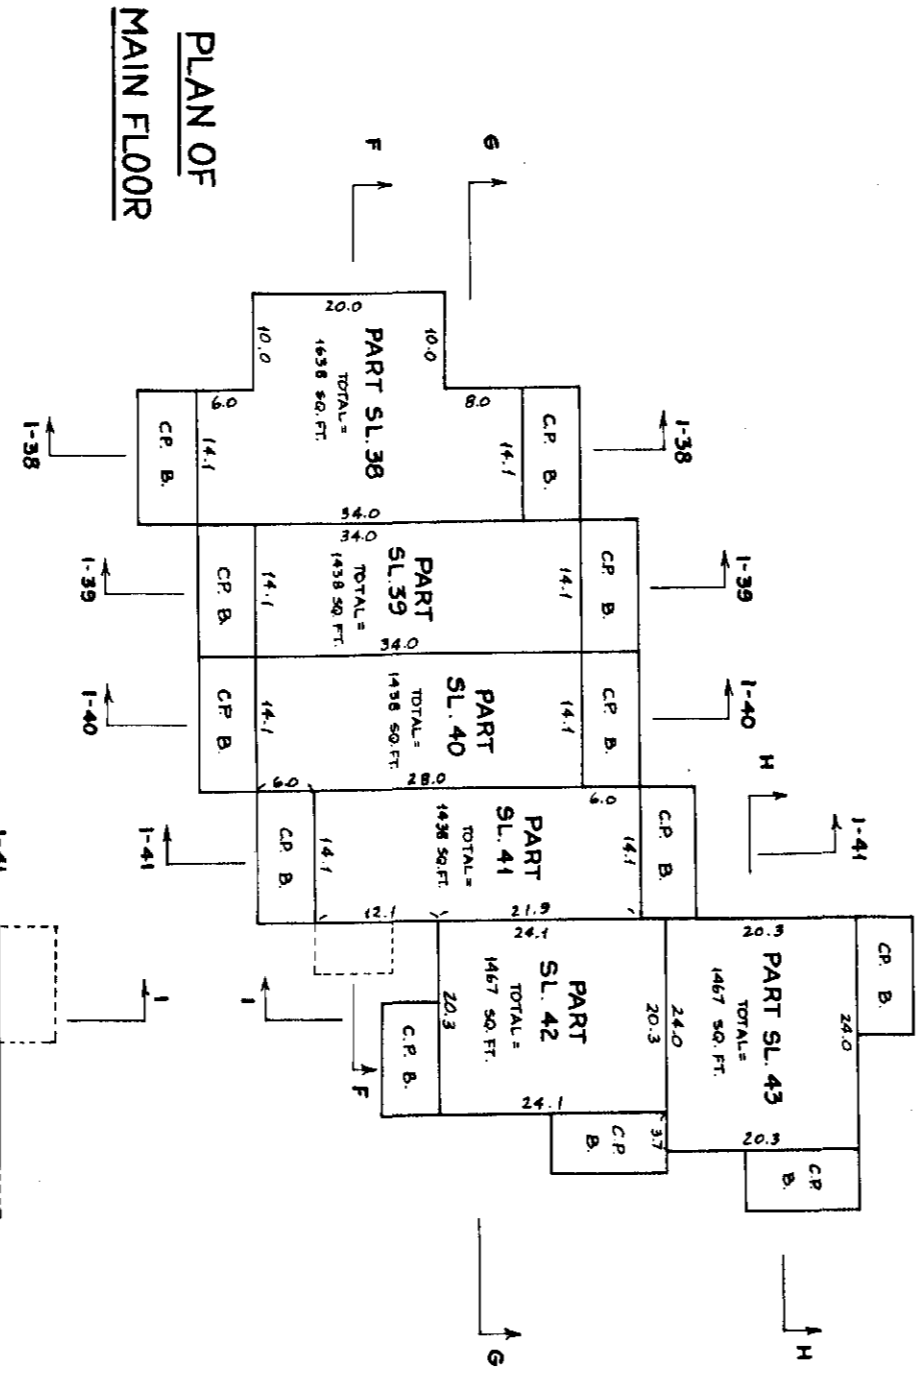 PLAN OF
MAIN FLOOR
F
G
20.0
10.0
10.0
PART SL. 38
TOTAL =
1638 SQ. FT.
6.0
8.0
14.1
14.1
C.P. B.
C.P. B.
34.0
I-38
I-38
34.0
PART
SL. 39
TOTAL =
1438 SQ. FT.
14.1
14.1
C.P. B.
C.P. B.
34.0
I-39
I-39
PART
SL. 40
TOTAL =
1438 SQ. FT.
14.1
14.1
C.P. B.
C.P. B.
28.0
6.0
I-40
I-40
H
6.0
PART
SL. 41
TOTAL =
1438 SQ. FT.
14.1
14.1
C.P. B.
C.P. B.
12.1
21.9
I-41
I-41
I-41
24.1
PART
SL. 42
TOTAL =
1467 SQ. FT.
20.3
20.3
24.1
C.P. B.
C.P.
B.
3.7
20.3
PART SL. 43
TOTAL =
1467 SQ. FT.
24.0
24.0
20.3
C.P. B.
C.P.
B.
I
I
F
G
H